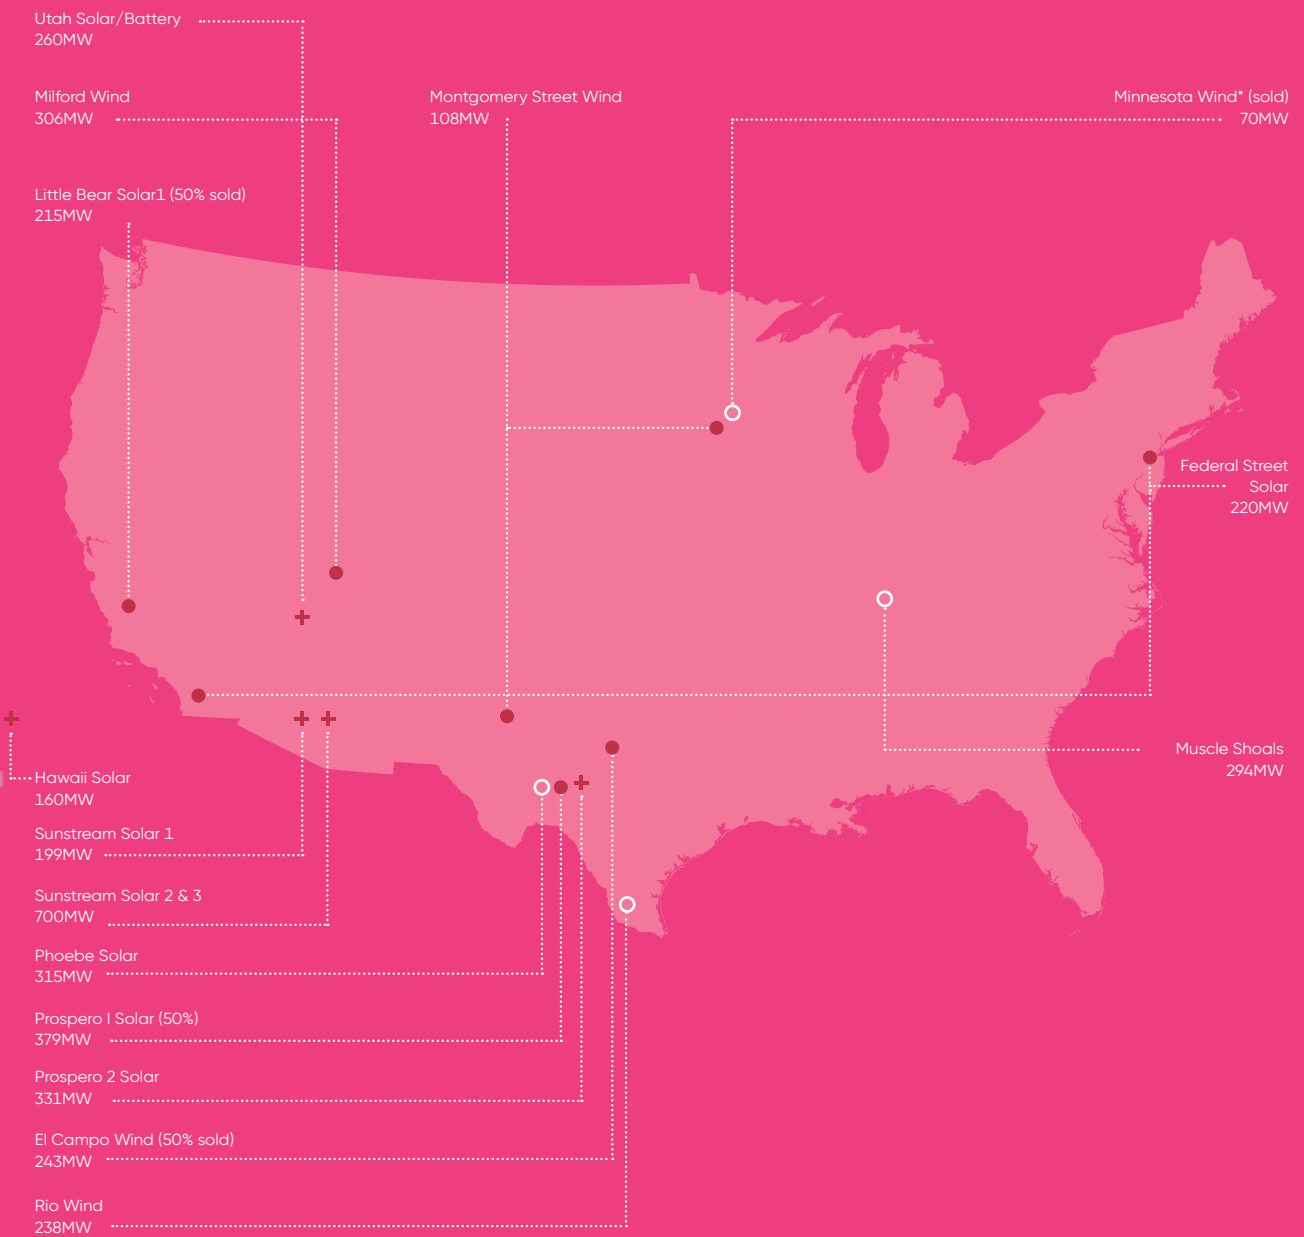 Utah Solar/Battery
260MW
Milford Wind
306MW
Montgomery Street Wind
108MW
Minnesota Wind* (sold)
70MW
Little Bear Solar1 (50% sold)
215MW
Federal Street
Solar
220MW
Muscle Shoals
294MW
Hawaii Solar
160MW
Sunstream Solar 1
199MW
Sunstream Solar 2 & 3
700MW
Phoebe Solar
315MW
Prospero I Solar (50%)
379MW
Prospero 2 Solar
331MW
El Campo Wind (50% sold)
243MW
Rio Wind
238MW